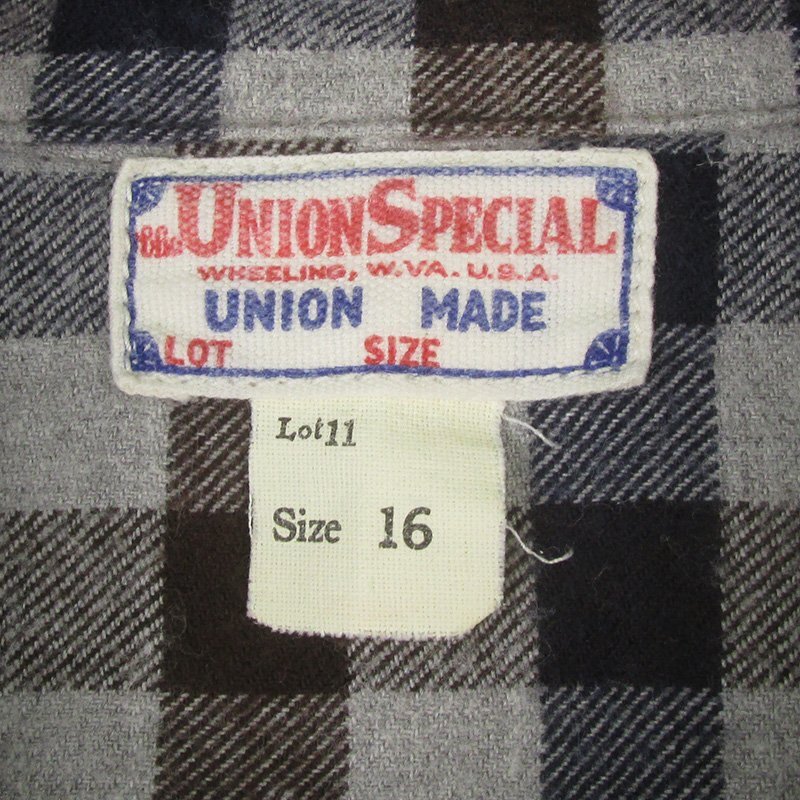 UNION SPECIAL
WHEELING, W.VA. U.S.A.
UNION MADE
LOT SIZE
Lot 11
Size 16